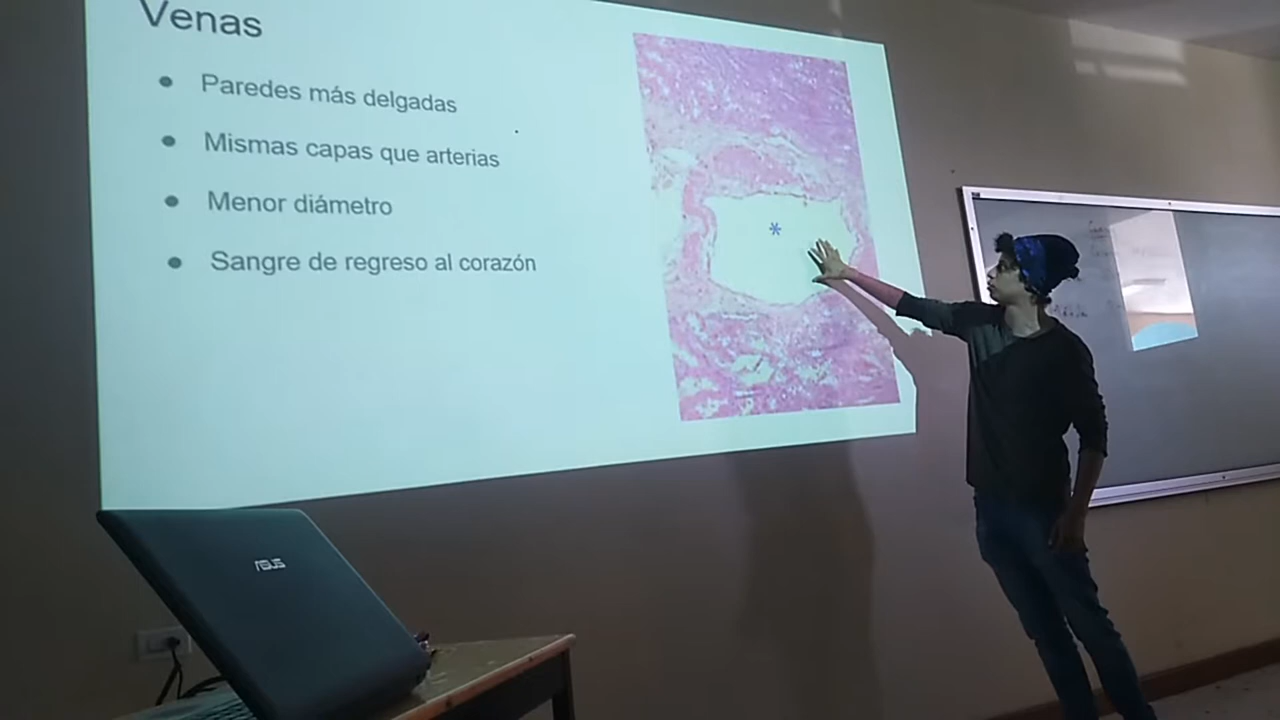 Venas
Paredes más delgadas
Mismas capas que arterias
Menor diámetro
Sangre de regreso al corazón
*
ASUS